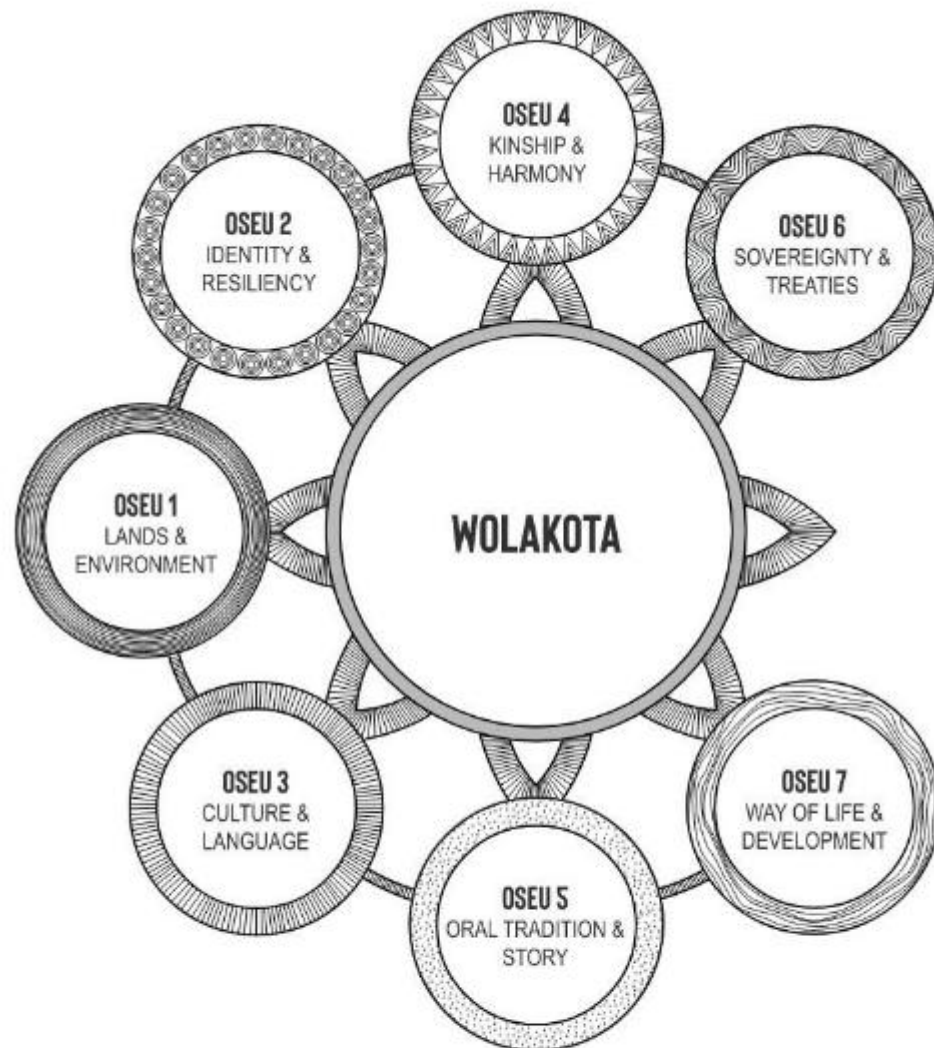 OSEU 4
KINSHIP &
HARMONY
OSEU 2
IDENTITY &
RESILIENCY
OSEU 6
SOVEREIGNTY &
TREATIES
OSEU 1
LANDS &
ENVIRONMENT
WOLAKOTA
OSEU 3
CULTURE &
LANGUAGE
OSEU 7
WAY OF LIFE &
DEVELOPMENT
OSEU 5
ORAL TRADITION &
STORY